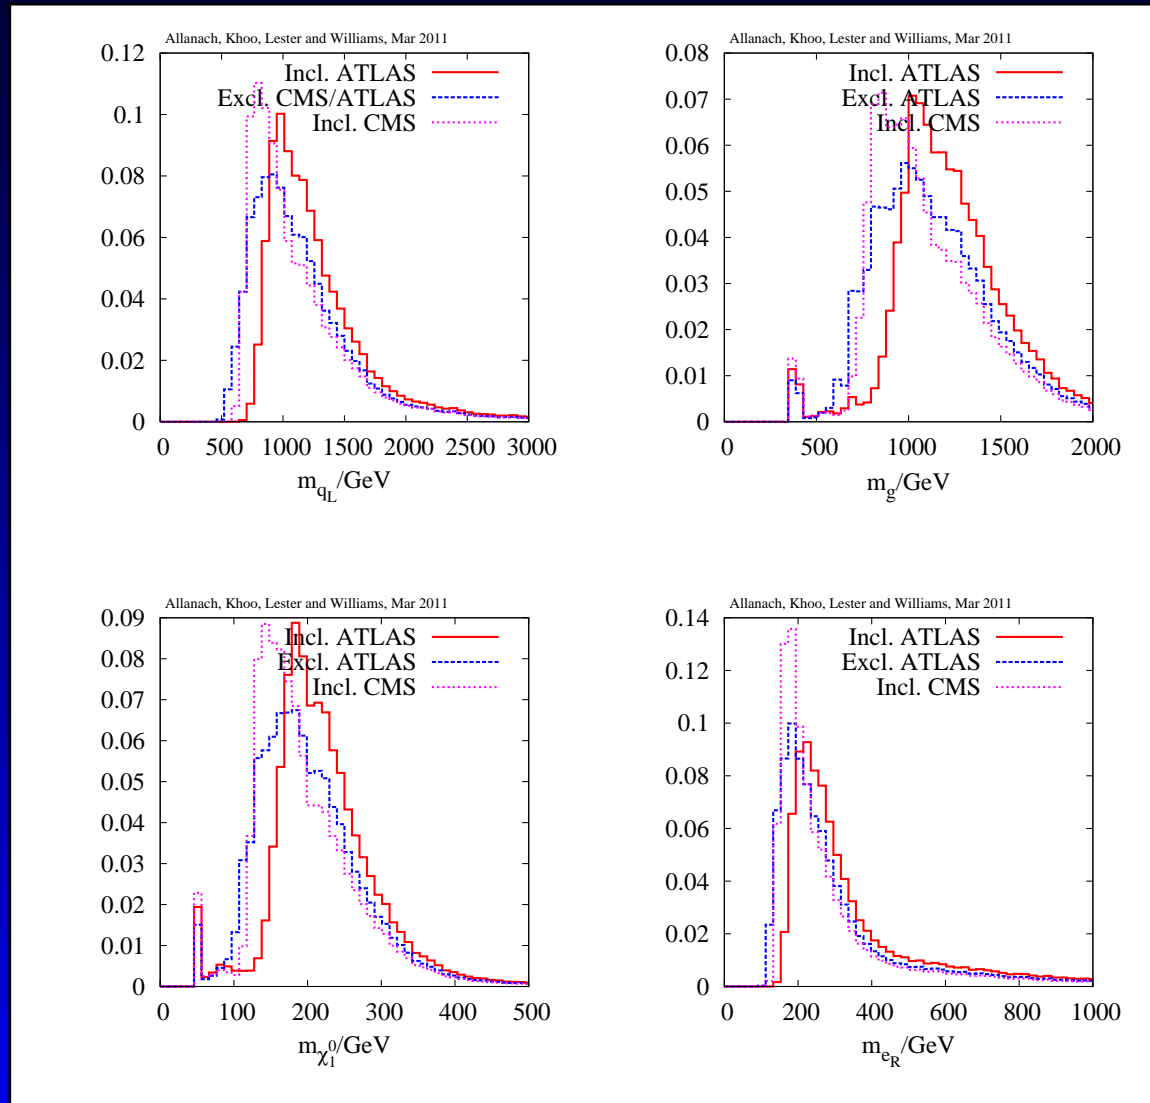 Allanach, Khoo, Lester and Williams, Mar 2011
0.12
0.1
0.08
0.06
0.04
0.02
0
Incl. ATLAS
Excl. CMS/ATLAS
Incl. CMS
0 500 1000 1500 2000 2500 3000
m_{q_L}/GeV
Allanach, Khoo, Lester and Williams, Mar 2011
0.08
0.07
0.06
0.05
0.04
0.03
0.02
0.01
0
Incl. ATLAS
Excl. ATLAS
Incl. CMS
0 500 1000 1500 2000
m_g/GeV
Allanach, Khoo, Lester and Williams, Mar 2011
0.09
0.08
0.07
0.06
0.05
0.04
0.03
0.02
0.01
0
Incl. ATLAS
Excl. ATLAS
Incl. CMS
0 100 200 300 400 500
m_{χ_1^0}/GeV
Allanach, Khoo, Lester and Williams, Mar 2011
0.14
0.12
0.1
0.08
0.06
0.04
0.02
0
Incl. ATLAS
Excl. ATLAS
Incl. CMS
0 200 400 600 800 1000
m_{e_R}/GeV